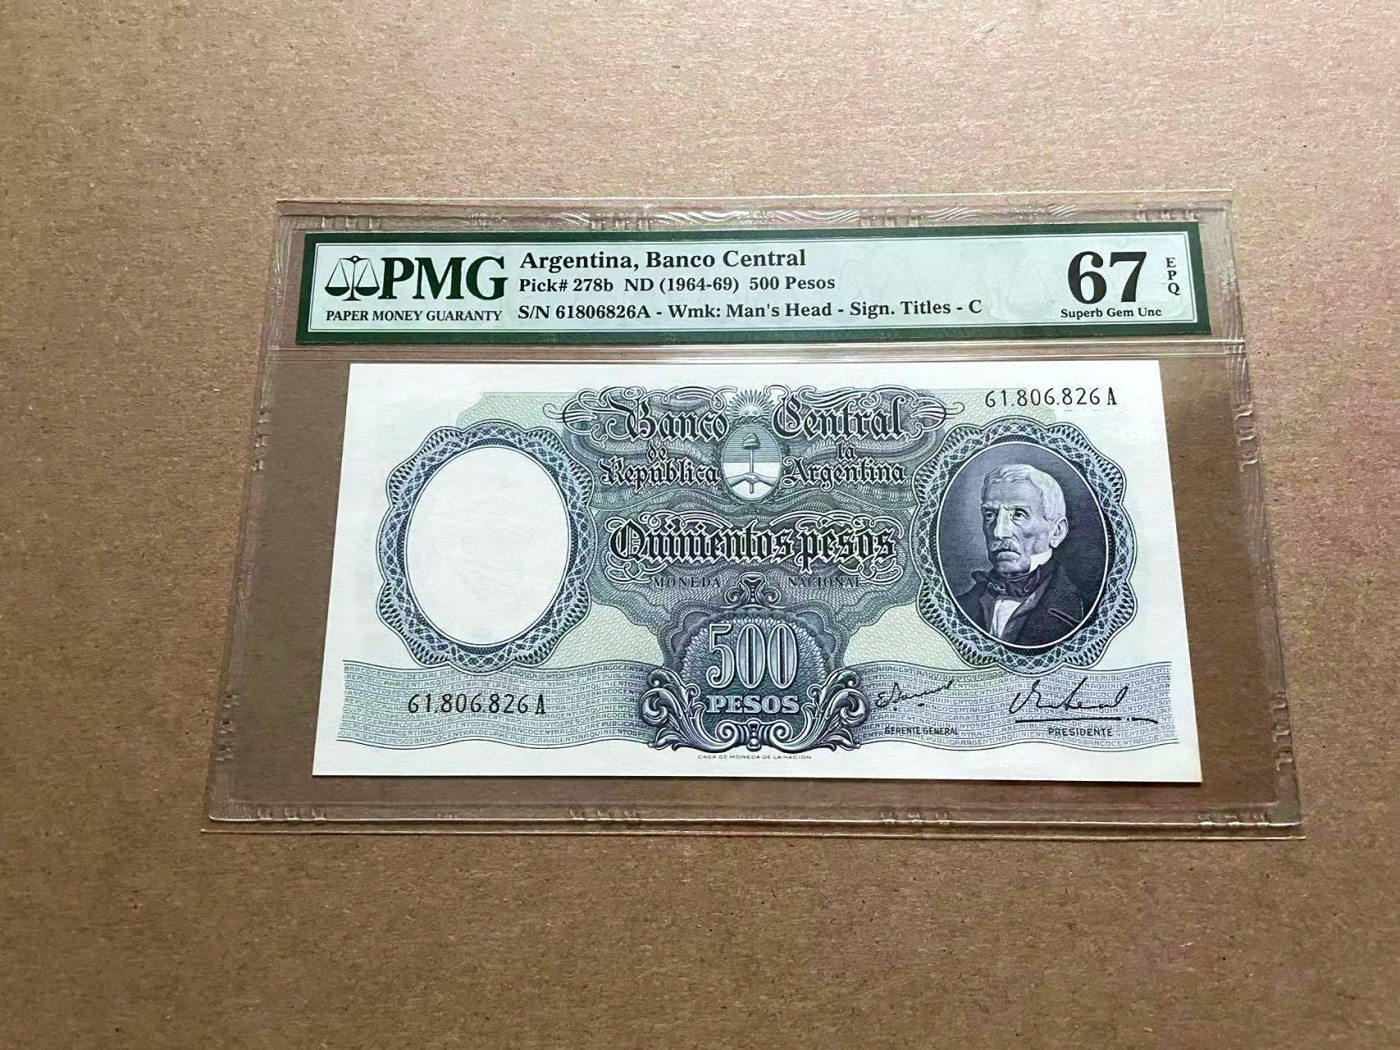 PMG
PAPER MONEY GUARANTY
Argentina, Banco Central
Pick# 278b ND (1964-69) 500 Pesos
S/N 61806826A - Wmk: Man's Head - Sign. Titles - C
67
EPQ
Superb Gem Unc
61.806.826 A
Banco Central
de la
República Argentina
Quinientos pesos
MONEDA NACIONAL
500
PESOS
61.806.826 A
GERENTE GENERAL
PRESIDENTE
CASA DE MONEDA DE LA NACION